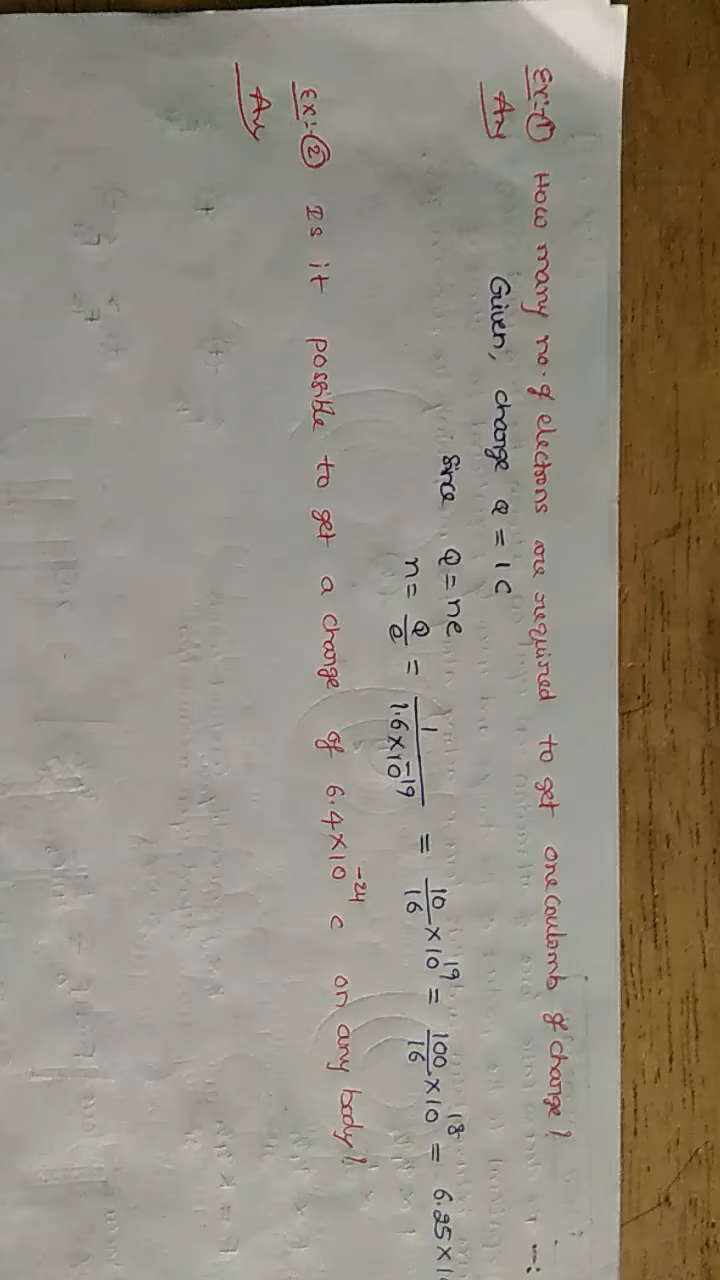 Ex:-① How many no. of electrons are required to get one coulomb of charge?
Ans Given, charge Q = 1C
Since Q = ne
n = Q/e = 1/1.6×10^-19 = 10/16 ×10^19 = 100/16 ×10^18 = 6.25×1
Ex:-② Is it possible to get a charge of 6.4×10^-24 C on any body?
Ans